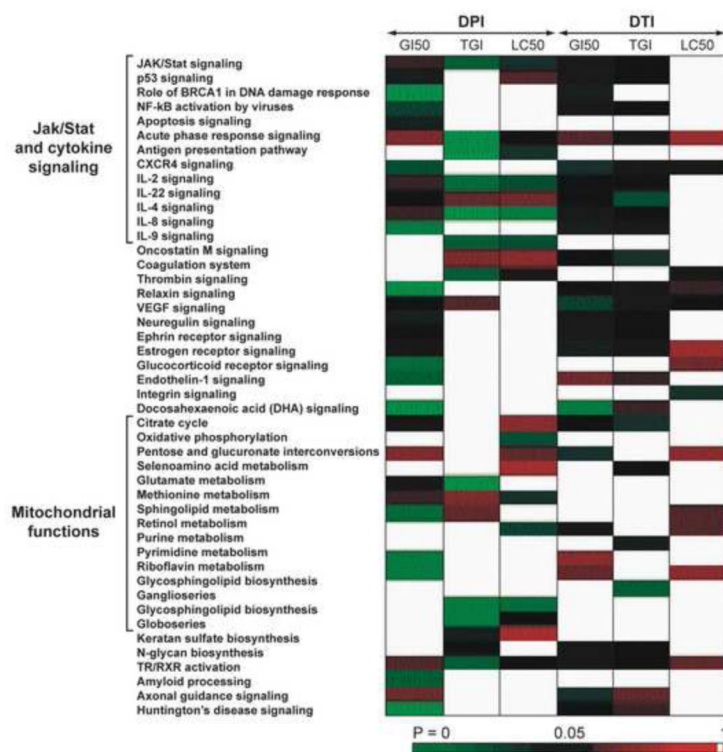 DPI DTI
GI50 TGI LC50 GI50 TGI LC50
JAK/Stat signaling
p53 signaling
Role of BRCA1 in DNA damage response
NF-kB activation by viruses
Apoptosis signaling
Acute phase response signaling
Antigen presentation pathway
CXCR4 signaling
IL-2 signaling
IL-22 signaling
IL-4 signaling
IL-8 signaling
IL-9 signaling
Jak/Stat
and cytokine
signaling
Oncostatin M signaling
Coagulation system
Thrombin signaling
Relaxin signaling
VEGF signaling
Neuregulin signaling
Ephrin receptor signaling
Estrogen receptor signaling
Glucocorticoid receptor signaling
Endothelin-1 signaling
Integrin signaling
Docosahexaenoic acid (DHA) signaling
Citrate cycle
Oxidative phosphorylation
Pentose and glucuronate interconversions
Selenoamino acid metabolism
Glutamate metabolism
Methionine metabolism
Sphingolipid metabolism
Retinol metabolism
Purine metabolism
Pyrimidine metabolism
Riboflavin metabolism
Glycosphingolipid biosynthesis
Ganglioseries
Glycosphingolipid biosynthesis
Globoseries
Mitochondrial
functions
Keratan sulfate biosynthesis
N-glycan biosynthesis
TR/RXR activation
Amyloid processing
Axonal guidance signaling
Huntington's disease signaling
P = 0 0.05